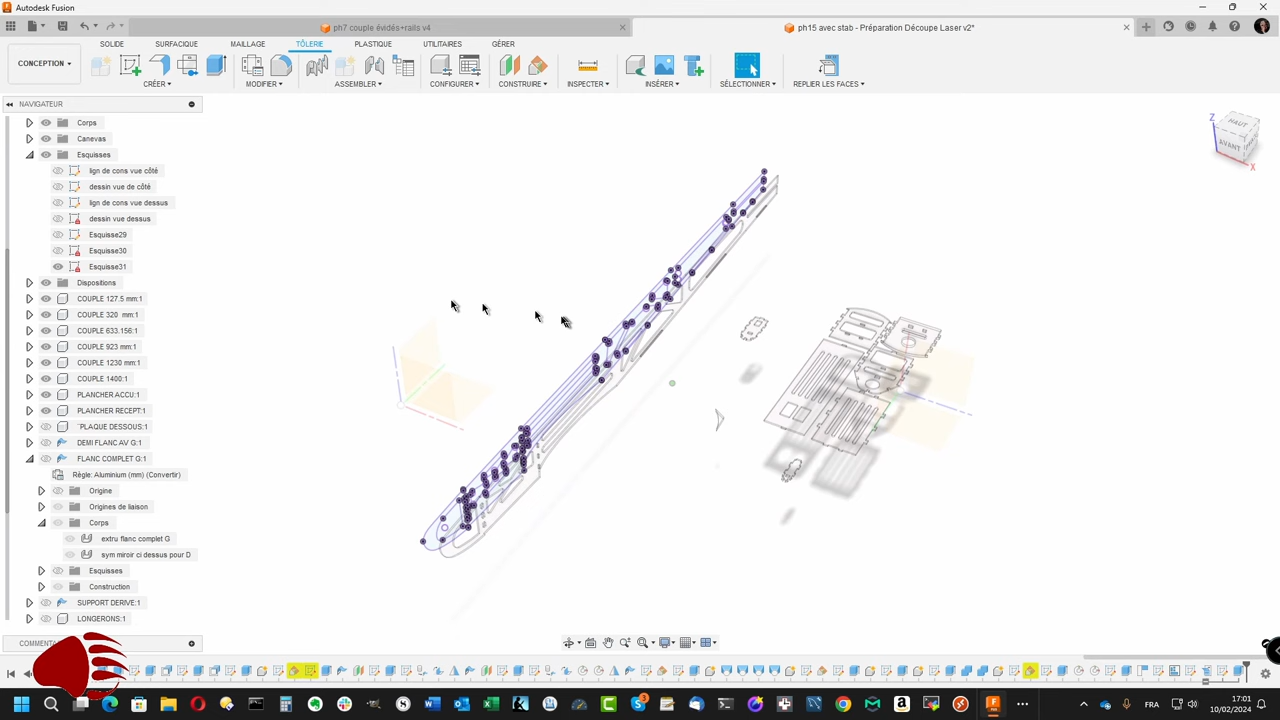 Autodesk Fusion
ph7 couple évidés+rails v4
ph15 avec stab - Préparation Découpe Laser v2*
SOLIDE SURFACIQUE MAILLAGE TÔLERIE PLASTIQUE UTILITAIRES GÉRER
CONCEPTION
CRÉER MODIFIER ASSEMBLER CONFIGURER CONSTRUIRE INSPECTER INSÉRER SÉLECTIONNER REPLIER LES FACES
NAVIGATEUR
Corps
Canevas
Esquisses
lign de cons vue côté
dessin vue de côté
lign de cons vue dessus
dessin vue dessus
Esquisse29
Esquisse30
Esquisse31
Dispositions
COUPLE 127.5 mm:1
COUPLE 320 mm:1
COUPLE 633.156:1
COUPLE 923 mm:1
COUPLE 1230 mm:1
COUPLE 1400:1
PLANCHER ACCU:1
PLANCHER RECEPT:1
¨PLAQUE DESSOUS:1
DEMI FLANC AV G:1
FLANC COMPLET G:1
Règle: Aluminium (mm) (Convertir)
Origine
Origines de liaison
Corps
extru flanc complet G
sym miroir ci dessus pour D
Esquisses
Construction
SUPPORT DERIVE:1
LONGERONS:1
Z
HAUT
AVANT
X
FRA
17:01
10/02/2024